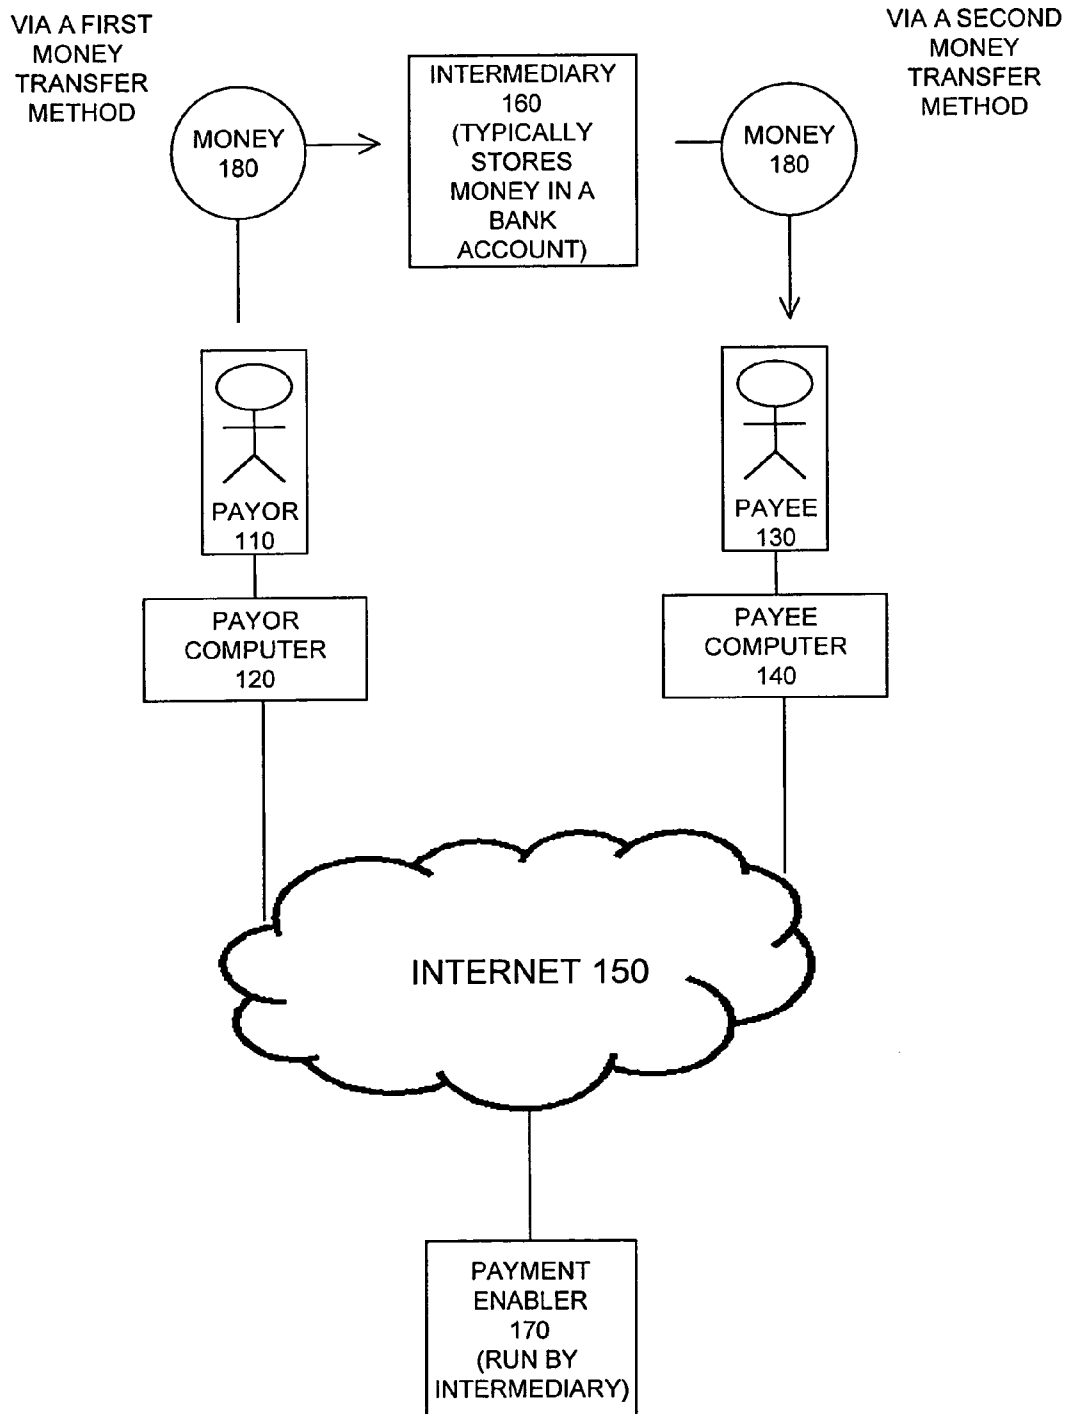 VIA A FIRST
MONEY
TRANSFER
METHOD
MONEY
180
INTERMEDIARY
160
(TYPICALLY
STORES
MONEY IN A
BANK
ACCOUNT)
MONEY
180
VIA A SECOND
MONEY
TRANSFER
METHOD
PAYOR
110
PAYEE
130
PAYOR
COMPUTER
120
PAYEE
COMPUTER
140
INTERNET 150
PAYMENT
ENABLER
170
(RUN BY
INTERMEDIARY)